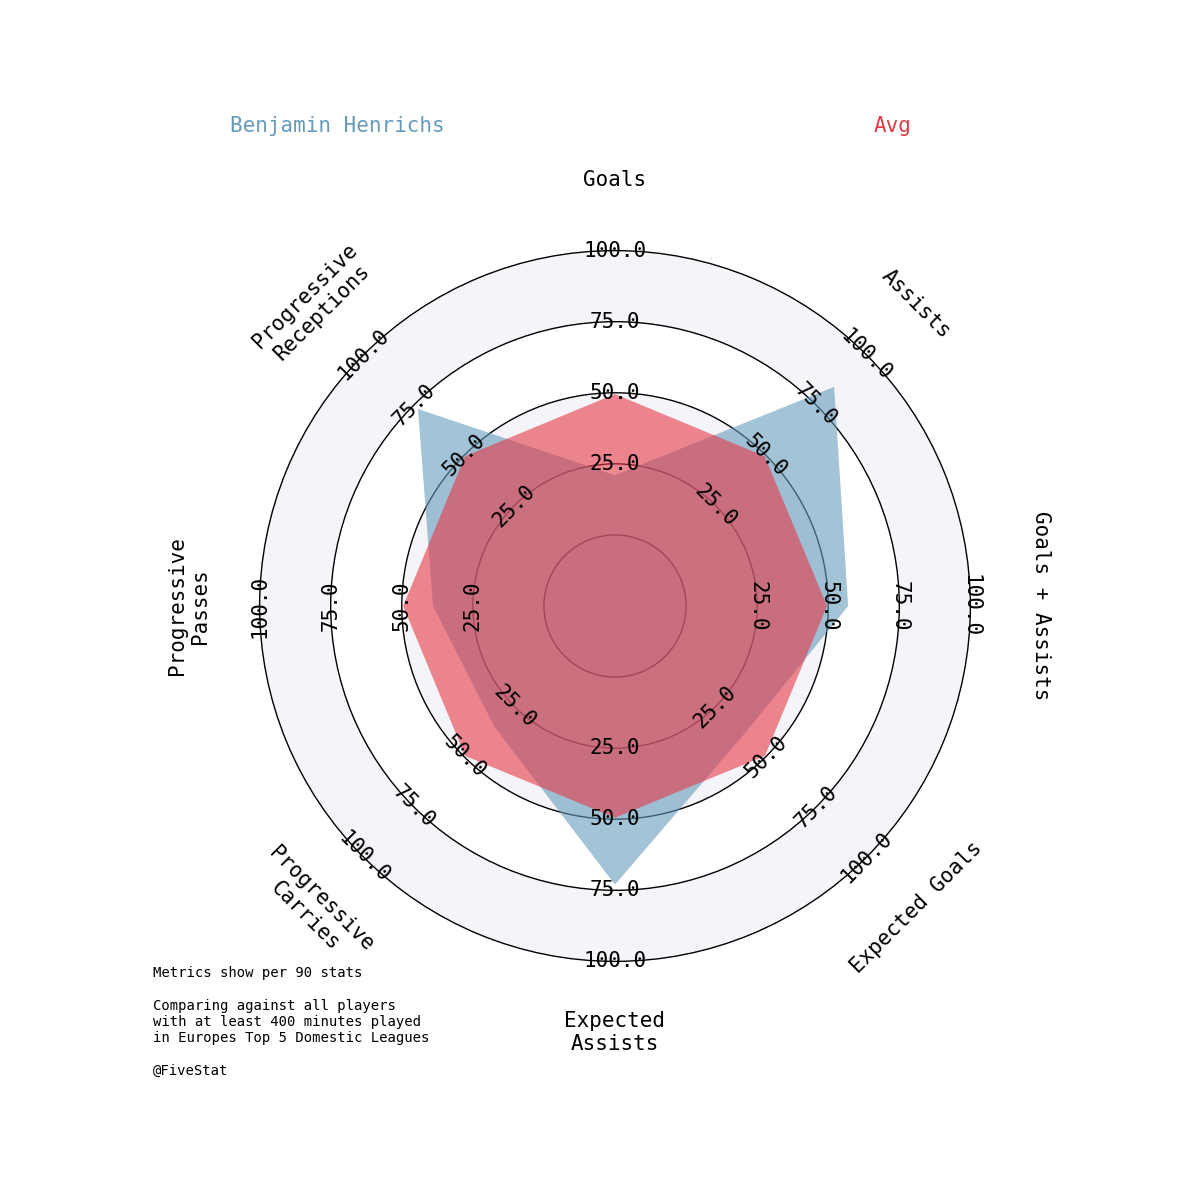 Benjamin Henrichs
Avg
Goals
Assists
Goals + Assists
Expected Goals
Expected
Assists
Progressive
Carries
Progressive
Passes
Progressive
Receptions
25.0
50.0
75.0
100.0
25.0
50.0
75.0
100.0
25.0
50.0
75.0
100.0
25.0
50.0
75.0
100.0
25.0
50.0
75.0
100.0
25.0
50.0
75.0
100.0
25.0
50.0
75.0
100.0
25.0
50.0
75.0
100.0
Metrics show per 90 stats
Comparing against all players
with at least 400 minutes played
in Europes Top 5 Domestic Leagues
@FiveStat